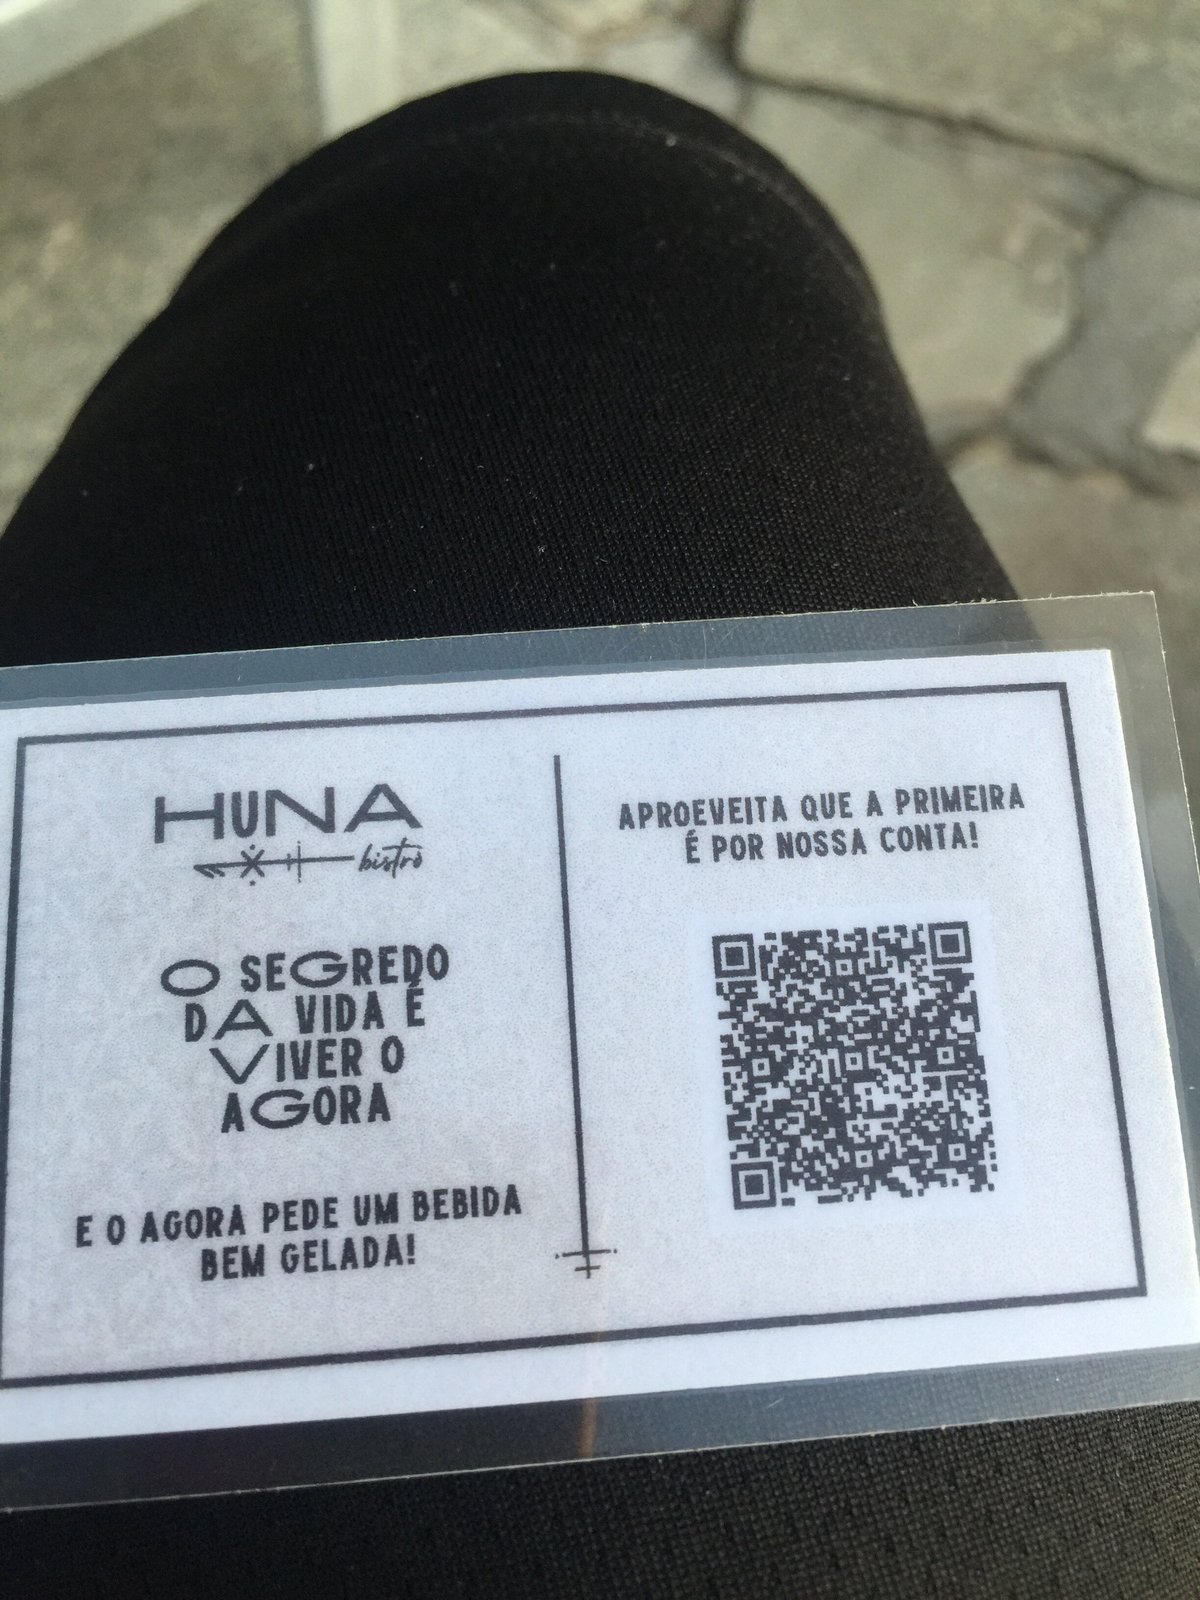 HUNA
bistrô
O SEGREDO
DA VIDA É
VIVER O
AGORA
E O AGORA PEDE UM BEBIDA
BEM GELADA!
APROEVEITA QUE A PRIMEIRA
É POR NOSSA CONTA!